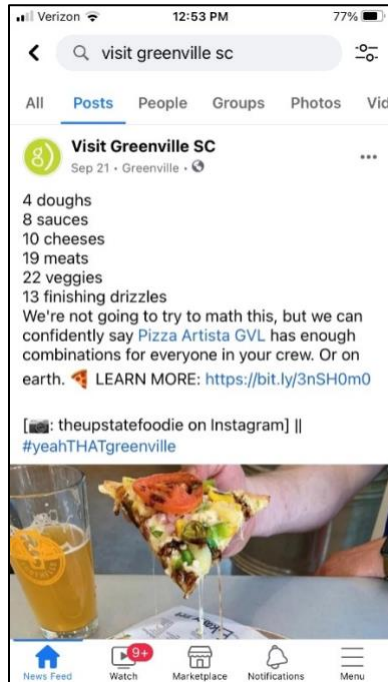 Verizon 12:53 PM 77%
visit greenville sc
All Posts People Groups Photos Vid
8)
Visit Greenville SC
Sep 21 · Greenville ·
4 doughs
8 sauces
10 cheeses
19 meats
22 veggies
13 finishing drizzles
We're not going to try to math this, but we can
confidently say Pizza Artista GVL has enough
combinations for everyone in your crew. Or on
earth. 🍕 LEARN MORE: https://bit.ly/3nSH0m0
[📷: theupstatefoodie on Instagram] ||
#yeahTHATgreenville
9+
News Feed Watch Marketplace Notifications Menu